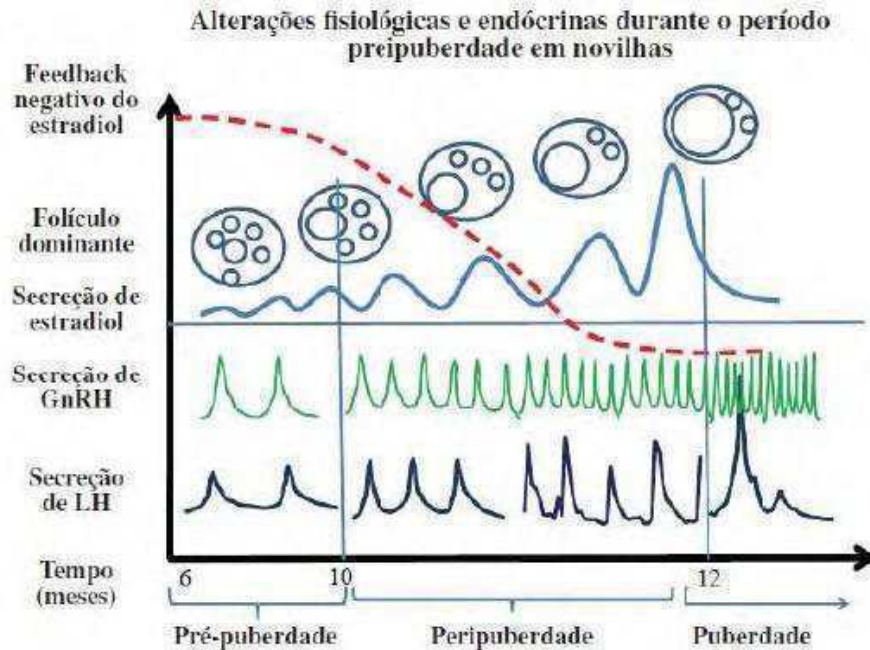 Alterações fisiológicas e endócrinas durante o período
preipuberdade em novilhas
Feedback
negativo do
estradiol
Folículo
dominante
Secreção de
estradiol
Secreção de
GnRH
Secreção
de LH
Tempo
(meses)
6
10
12
Pré-puberdade
Peripuberdade
Puberdade